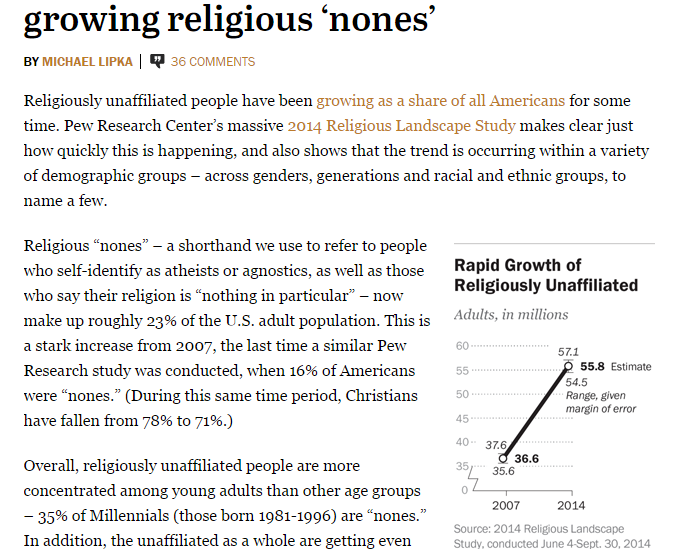 growing religious ‘nones’
BY MICHAEL LIPKA | 36 COMMENTS
Religiously unaffiliated people have been growing as a share of all Americans for some
time. Pew Research Center’s massive 2014 Religious Landscape Study makes clear just
how quickly this is happening, and also shows that the trend is occurring within a variety
of demographic groups – across genders, generations and racial and ethnic groups, to
name a few.
Religious “nones” – a shorthand we use to refer to people
who self-identify as atheists or agnostics, as well as those
who say their religion is “nothing in particular” – now
make up roughly 23% of the U.S. adult population. This is
a stark increase from 2007, the last time a similar Pew
Research study was conducted, when 16% of Americans
were “nones.” (During this same time period, Christians
have fallen from 78% to 71%.)
Overall, religiously unaffiliated people are more
concentrated among young adults than other age groups
– 35% of Millennials (those born 1981-1996) are “nones.”
In addition, the unaffiliated as a whole are getting even
Rapid Growth of
Religiously Unaffiliated
Adults, in millions
60
57.1
55
55.8 Estimate
54.5
50
Range, given
margin of error
45
40
37.6
36.6
35
35.6
0
2007 2014
Source: 2014 Religious Landscape
Study, conducted June 4-Sept. 30, 2014